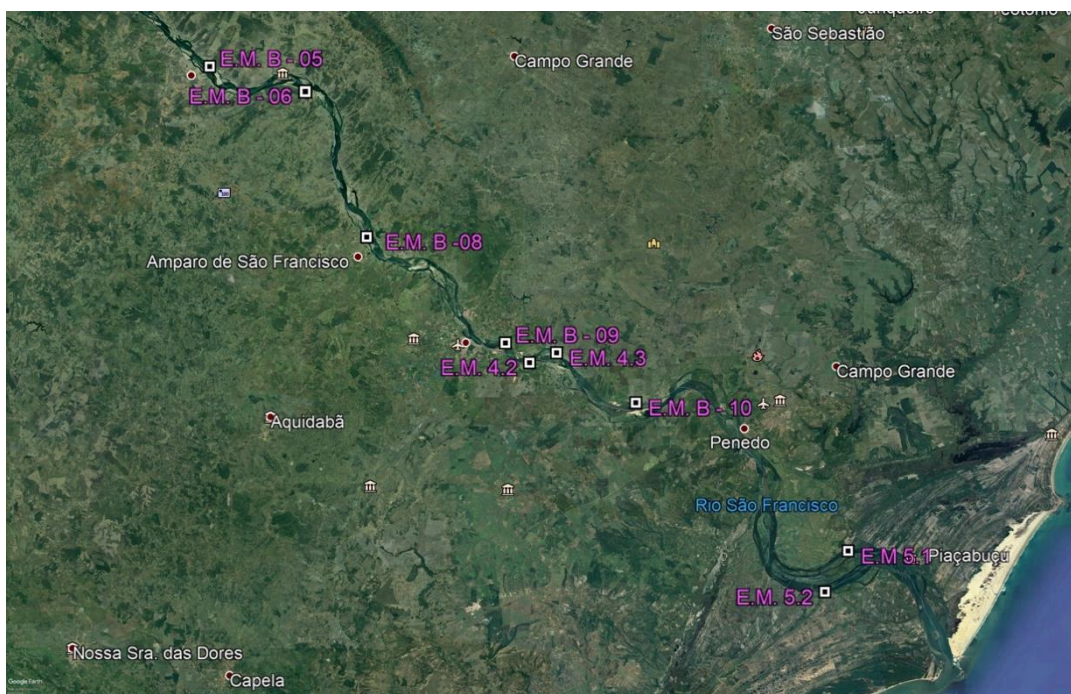 São Sebastião
Campo Grande
E.M. B - 05
E.M. B - 06
E.M. B -08
Amparo de São Francisco
E.M. B - 09
E.M. 4.3
E.M. 4.2
Campo Grande
E.M. B - 10
Aquidabã
Penedo
Rio São Francisco
E.M 5.1
Piaçabuçu
E.M. 5.2
Nossa Sra. das Dores
Capela
Google Earth